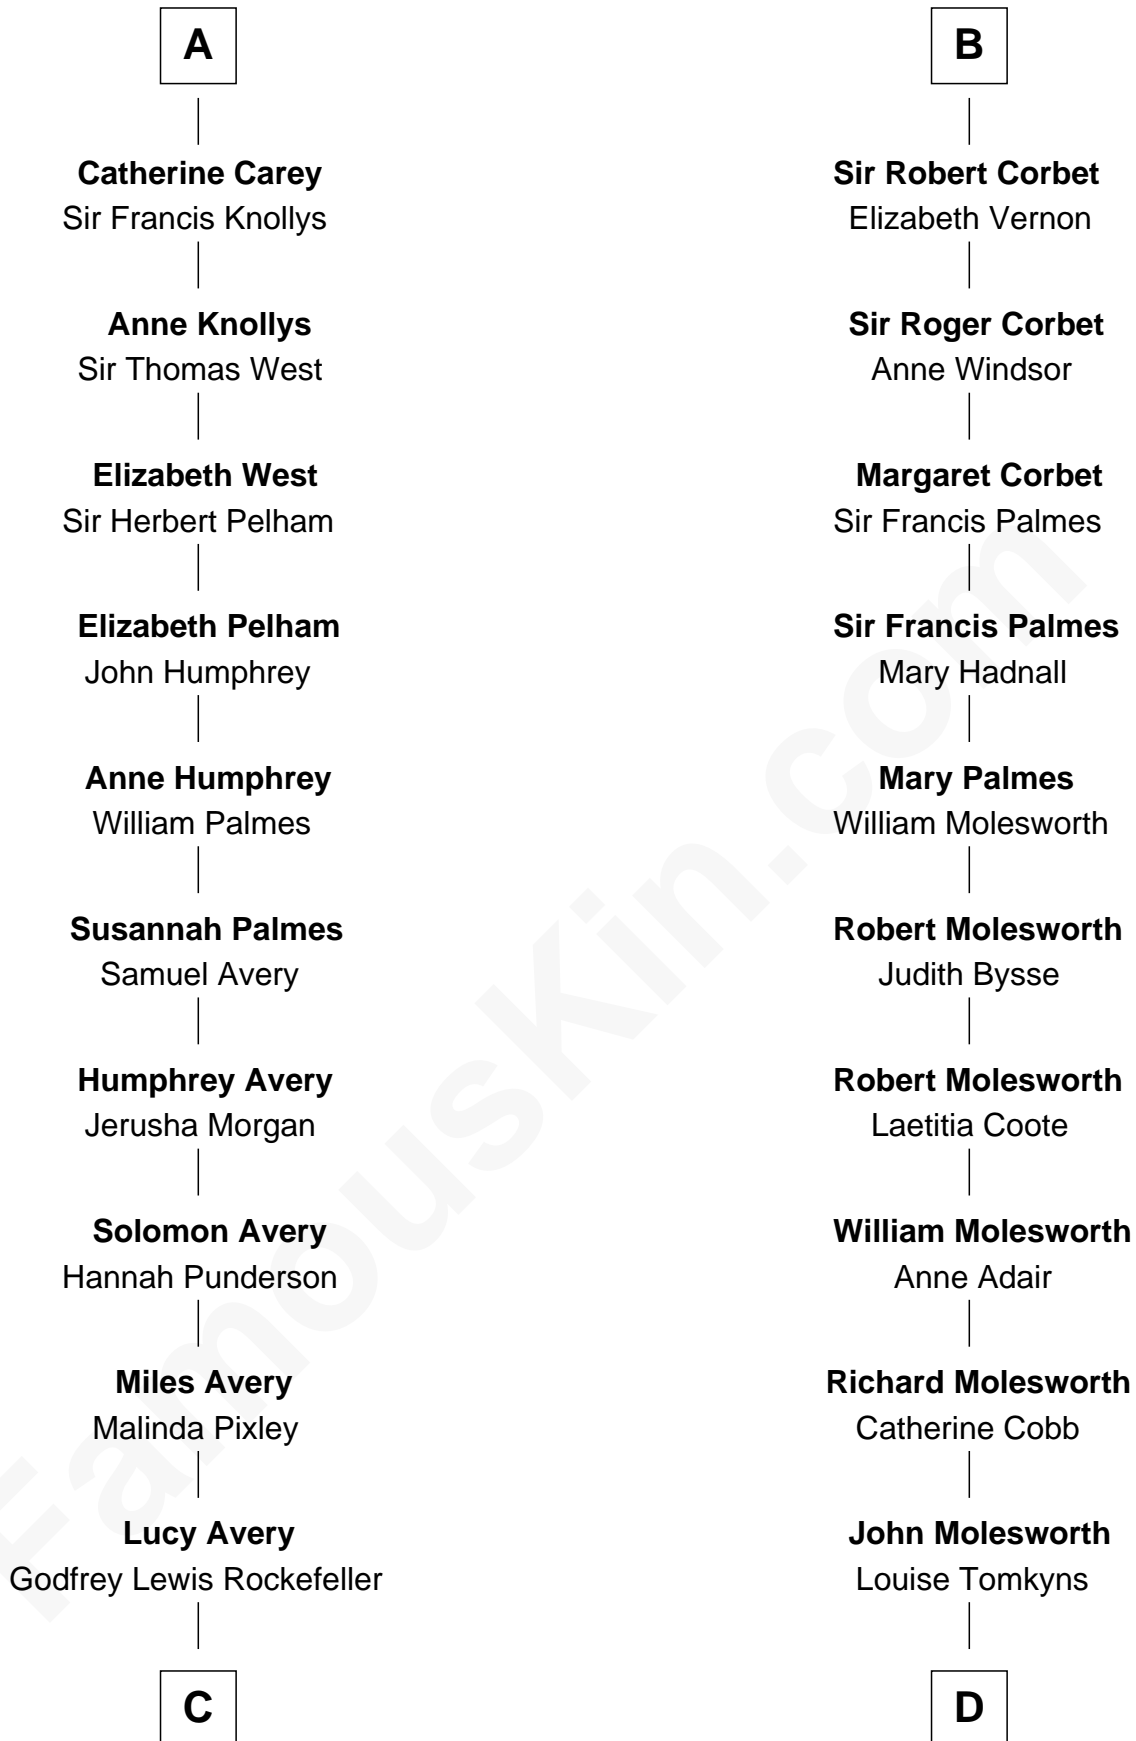 A
Catherine Carey
Sir Francis Knollys
Anne Knollys
Sir Thomas West
Elizabeth West
Sir Herbert Pelham
Elizabeth Pelham
John Humphrey
Anne Humphrey
William Palmes
Susannah Palmes
Samuel Avery
Humphrey Avery
Jerusha Morgan
Solomon Avery
Hannah Punderson
Miles Avery
Malinda Pixley
Lucy Avery
Godfrey Lewis Rockefeller
C
B
Sir Robert Corbet
Elizabeth Vernon
Sir Roger Corbet
Anne Windsor
Margaret Corbet
Sir Francis Palmes
Sir Francis Palmes
Mary Hadnall
Mary Palmes
William Molesworth
Robert Molesworth
Judith Bysse
Robert Molesworth
Laetitia Coote
William Molesworth
Anne Adair
Richard Molesworth
Catherine Cobb
John Molesworth
Louise Tomkyns
D
FamousKin.com